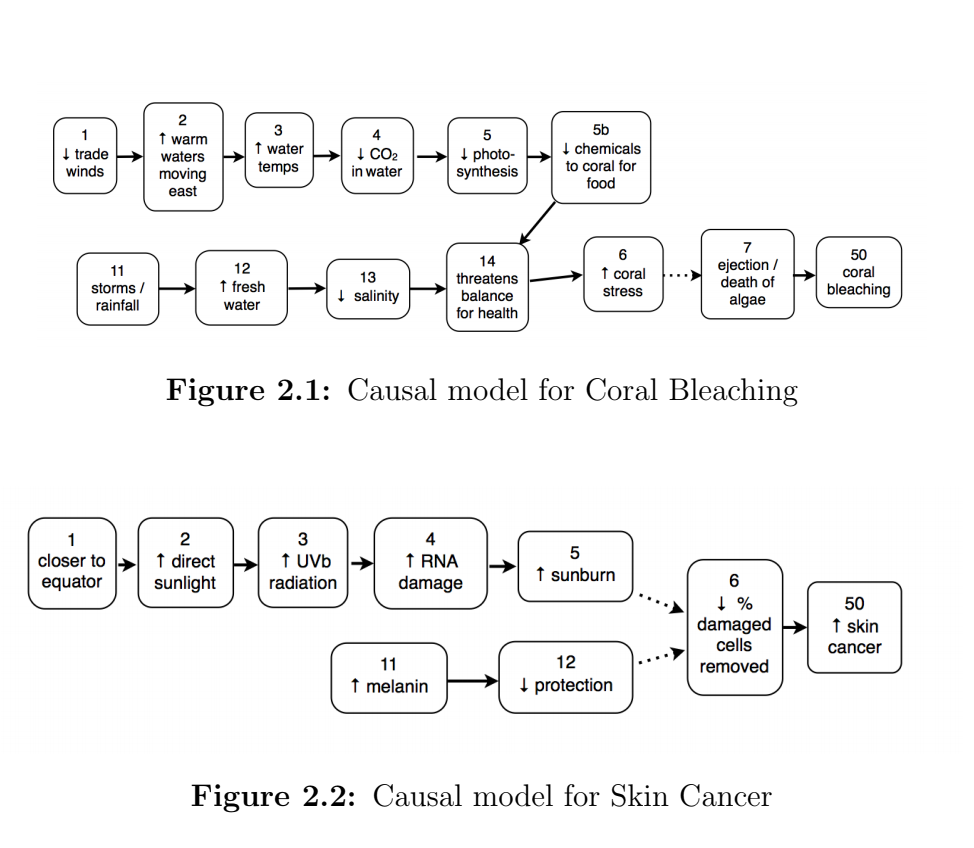 1
↓ trade
winds
2
↑ warm
waters
moving
east
3
↑ water
temps
4
↓ CO₂
in water
5
↓ photo-
synthesis
5b
↓ chemicals
to coral for
food
11
storms /
rainfall
12
↑ fresh
water
13
↓ salinity
14
threatens
balance
for health
6
↑ coral
stress
7
ejection /
death of
algae
50
coral
bleaching
Figure 2.1: Causal model for Coral Bleaching
1
closer to
equator
2
↑ direct
sunlight
3
↑ UVb
radiation
4
↑ RNA
damage
5
↑ sunburn
11
↑ melanin
12
↓ protection
6
↓ %
damaged
cells
removed
50
↑ skin
cancer
Figure 2.2: Causal model for Skin Cancer